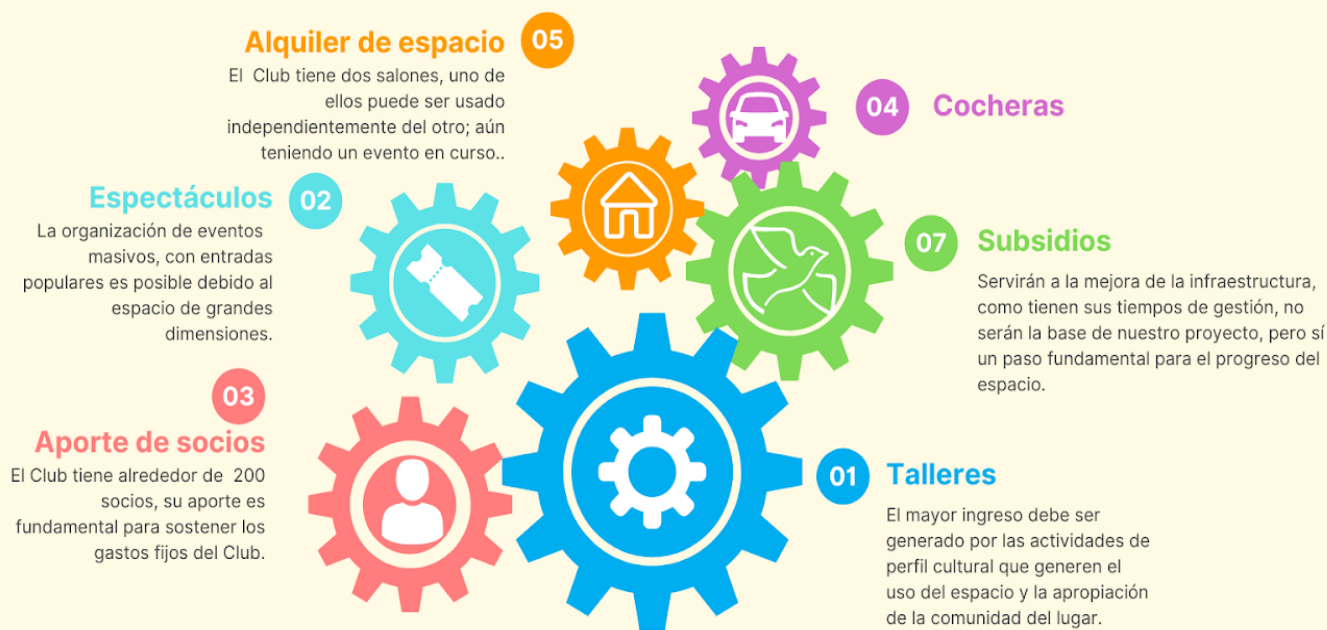 Alquiler de espacio
05
El Club tiene dos salones, uno de
ellos puede ser usado
independientemente del otro; aún
teniendo un evento en curso..
04
Cocheras
Espectáculos
02
La organización de eventos
masivos, con entradas
populares es posible debido al
espacio de grandes
dimensiones.
07
Subsidios
Servirán a la mejora de la infraestructura,
como tienen sus tiempos de gestión, no
serán la base de nuestro proyecto, pero sí
un paso fundamental para el progreso del
espacio.
03
Aporte de socios
El Club tiene alrededor de 200
socios, su aporte es
fundamental para sostener los
gastos fijos del Club.
01
Talleres
El mayor ingreso debe ser
generado por las actividades de
perfil cultural que generen el
uso del espacio y la apropiación
de la comunidad del lugar.